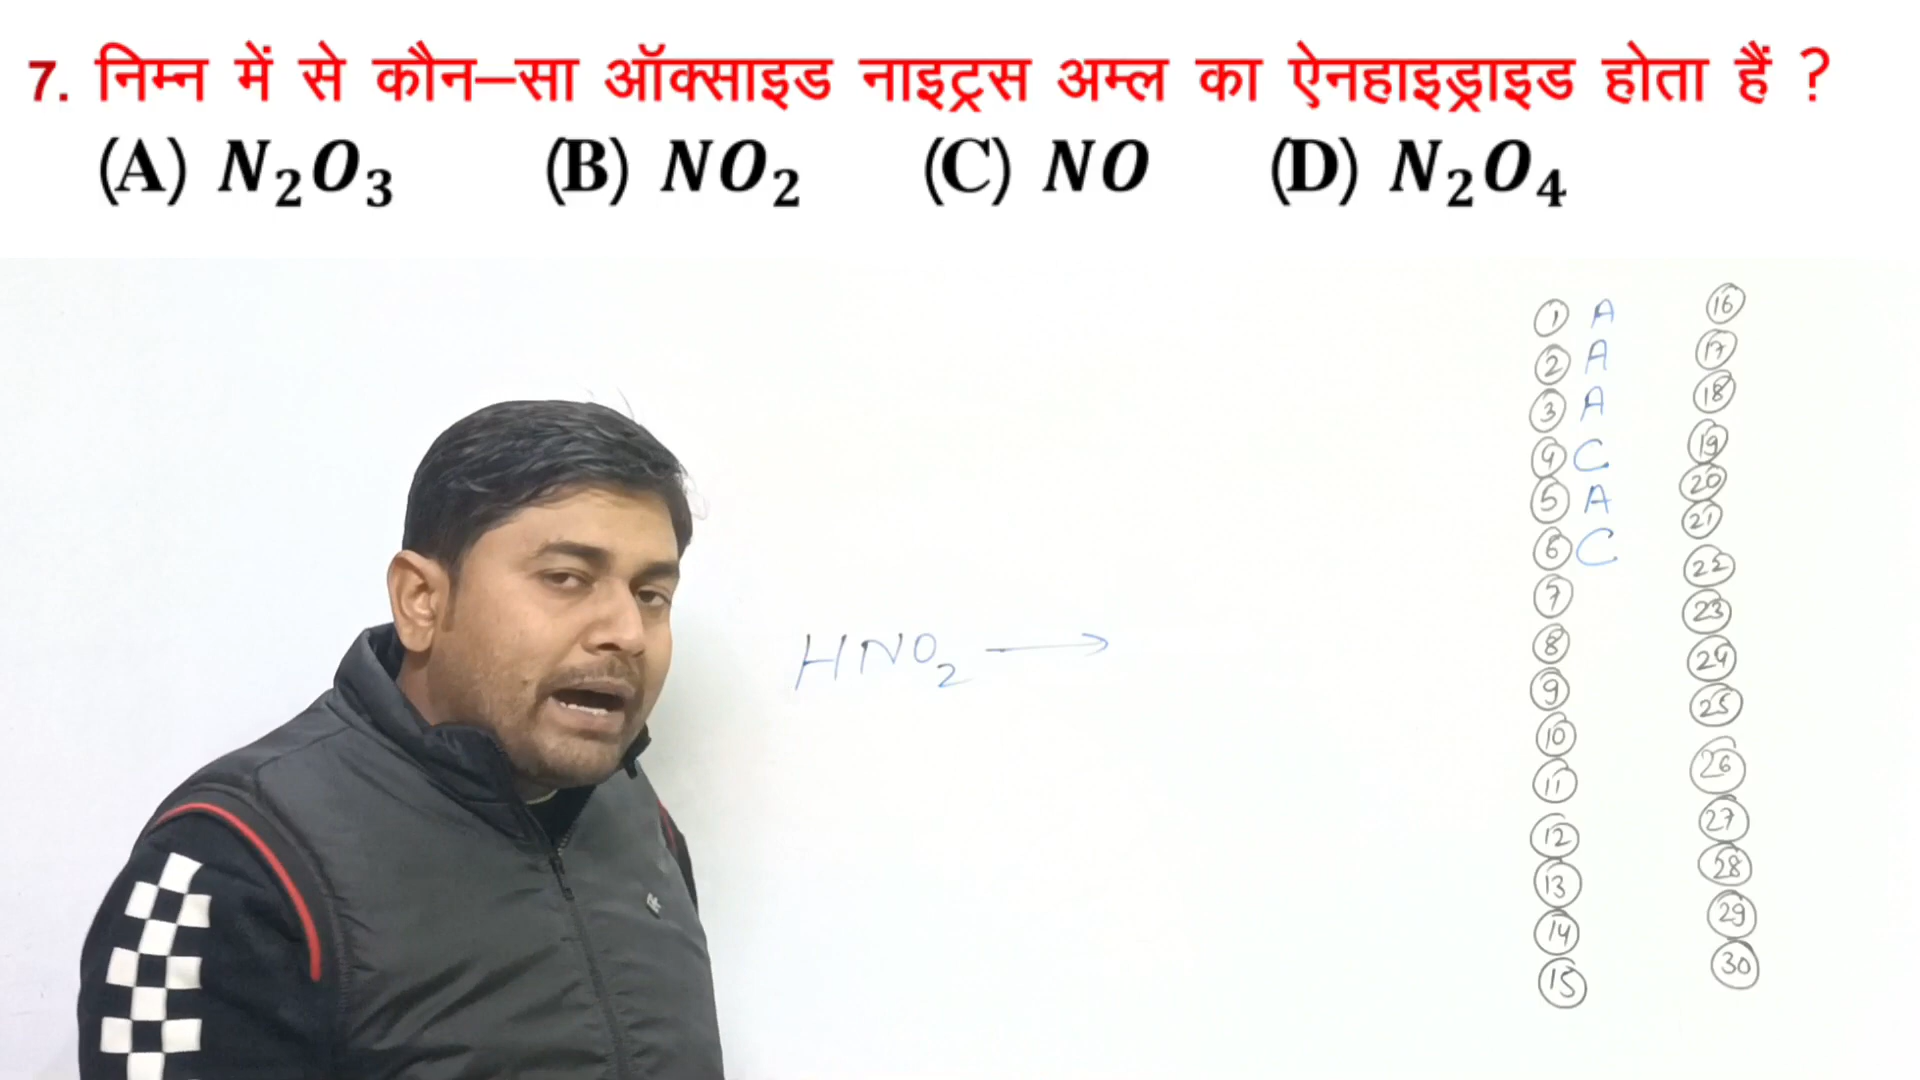 7. निम्न में से कौन–सा ऑक्साइड नाइट्रस अम्ल का ऐनहाइड्राइड होता हैं ?
(A) N₂O₃ (B) NO₂ (C) NO (D) N₂O₄
HNO₂ →
① A
② A
③ A
④ C
⑤ A
⑥ C
⑦
⑧
⑨
⑩
⑪
⑫
⑬
⑭
⑮
⑯
⑰
⑱
⑲
⑳
㉑
㉒
㉓
㉔
㉕
㉖
㉗
㉘
㉙
㉚